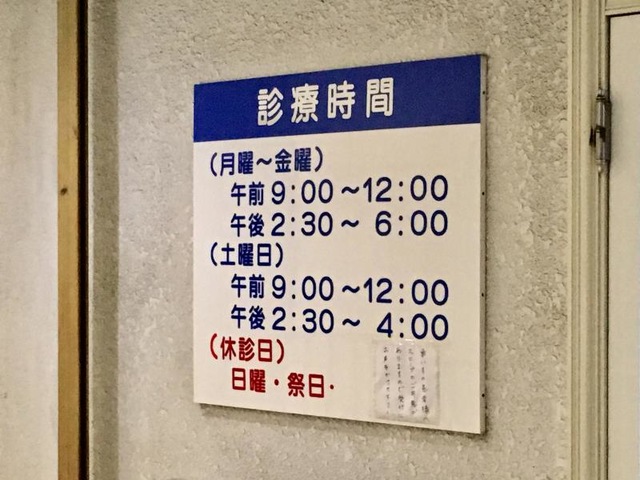 診療時間
(月曜～金曜)
午前 9:00～12:00
午後 2:30～ 6:00
(土曜日)
午前 9:00～12:00
午後 2:30～ 4:00
(休診日)
日曜・祭日・